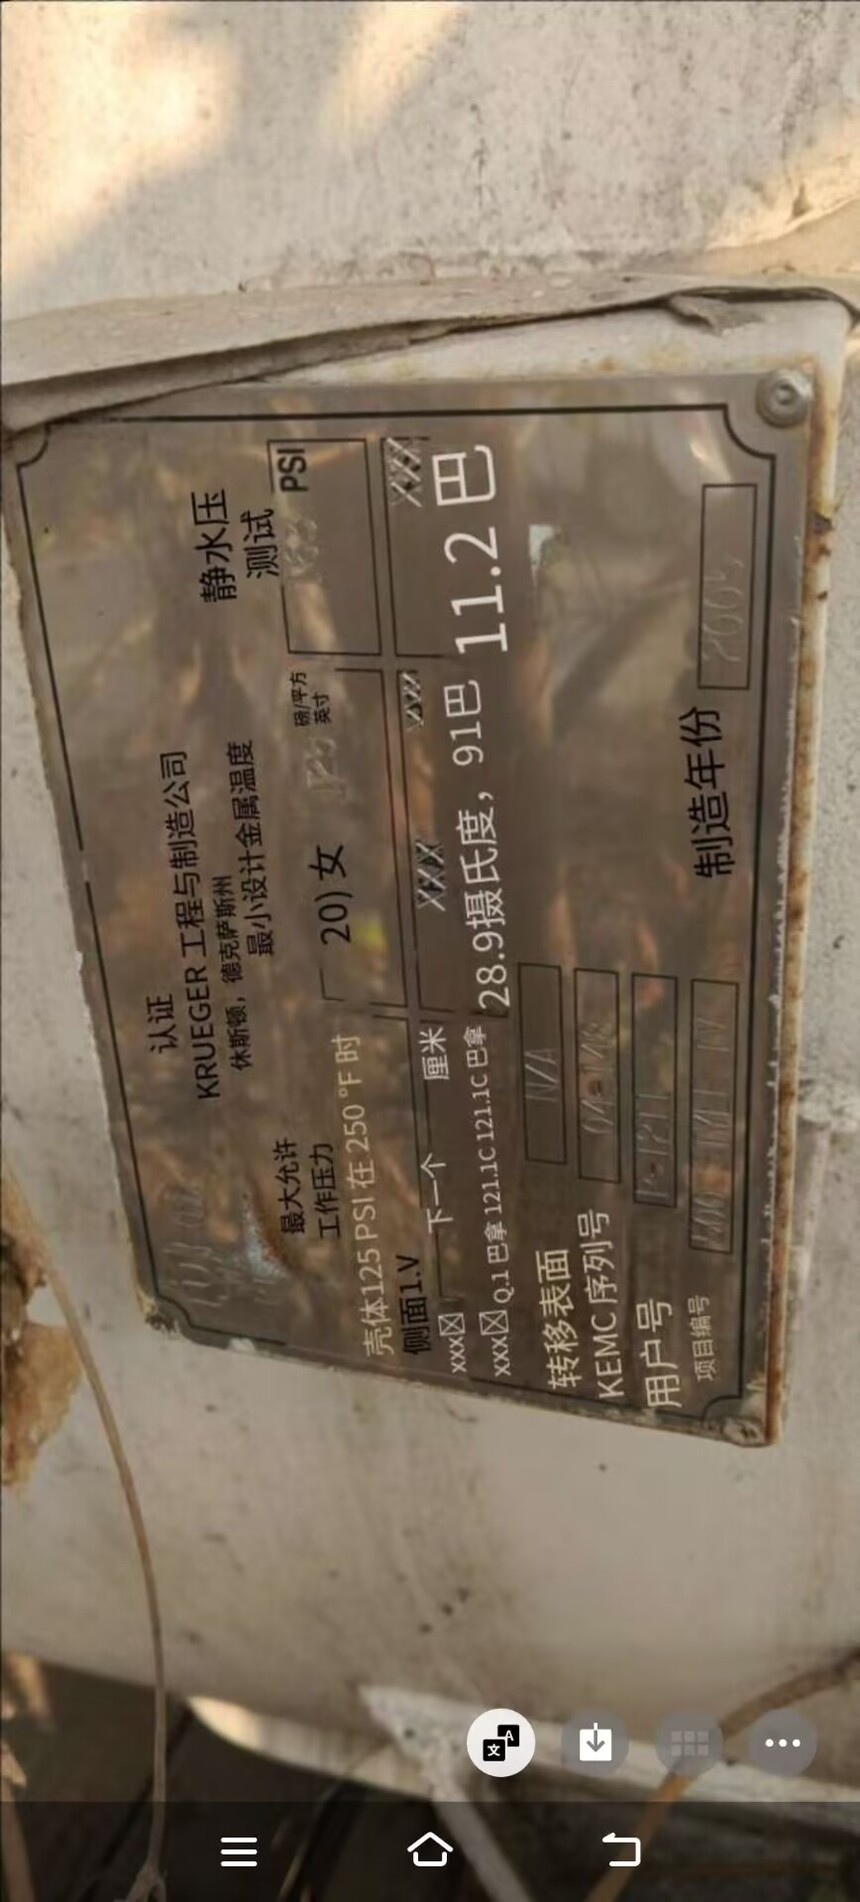 认证
KRUEGER 工程与制造公司
休斯顿，德克萨斯州
最小设计金属温度
静水压
测试
最大允许
工作压力
壳体125 PSI 在 250 °F 时
20) 女
磅/平方
英寸
PSI
侧面1.V
XXX
下一个
厘米
XXX Q.1 巴拿 121.1C 121.1C 巴拿
28.9摄氏度，91巴
11.2 巴
转移表面
N/A
KEMC 序列号
用户号
项目编号
制造年份
2005